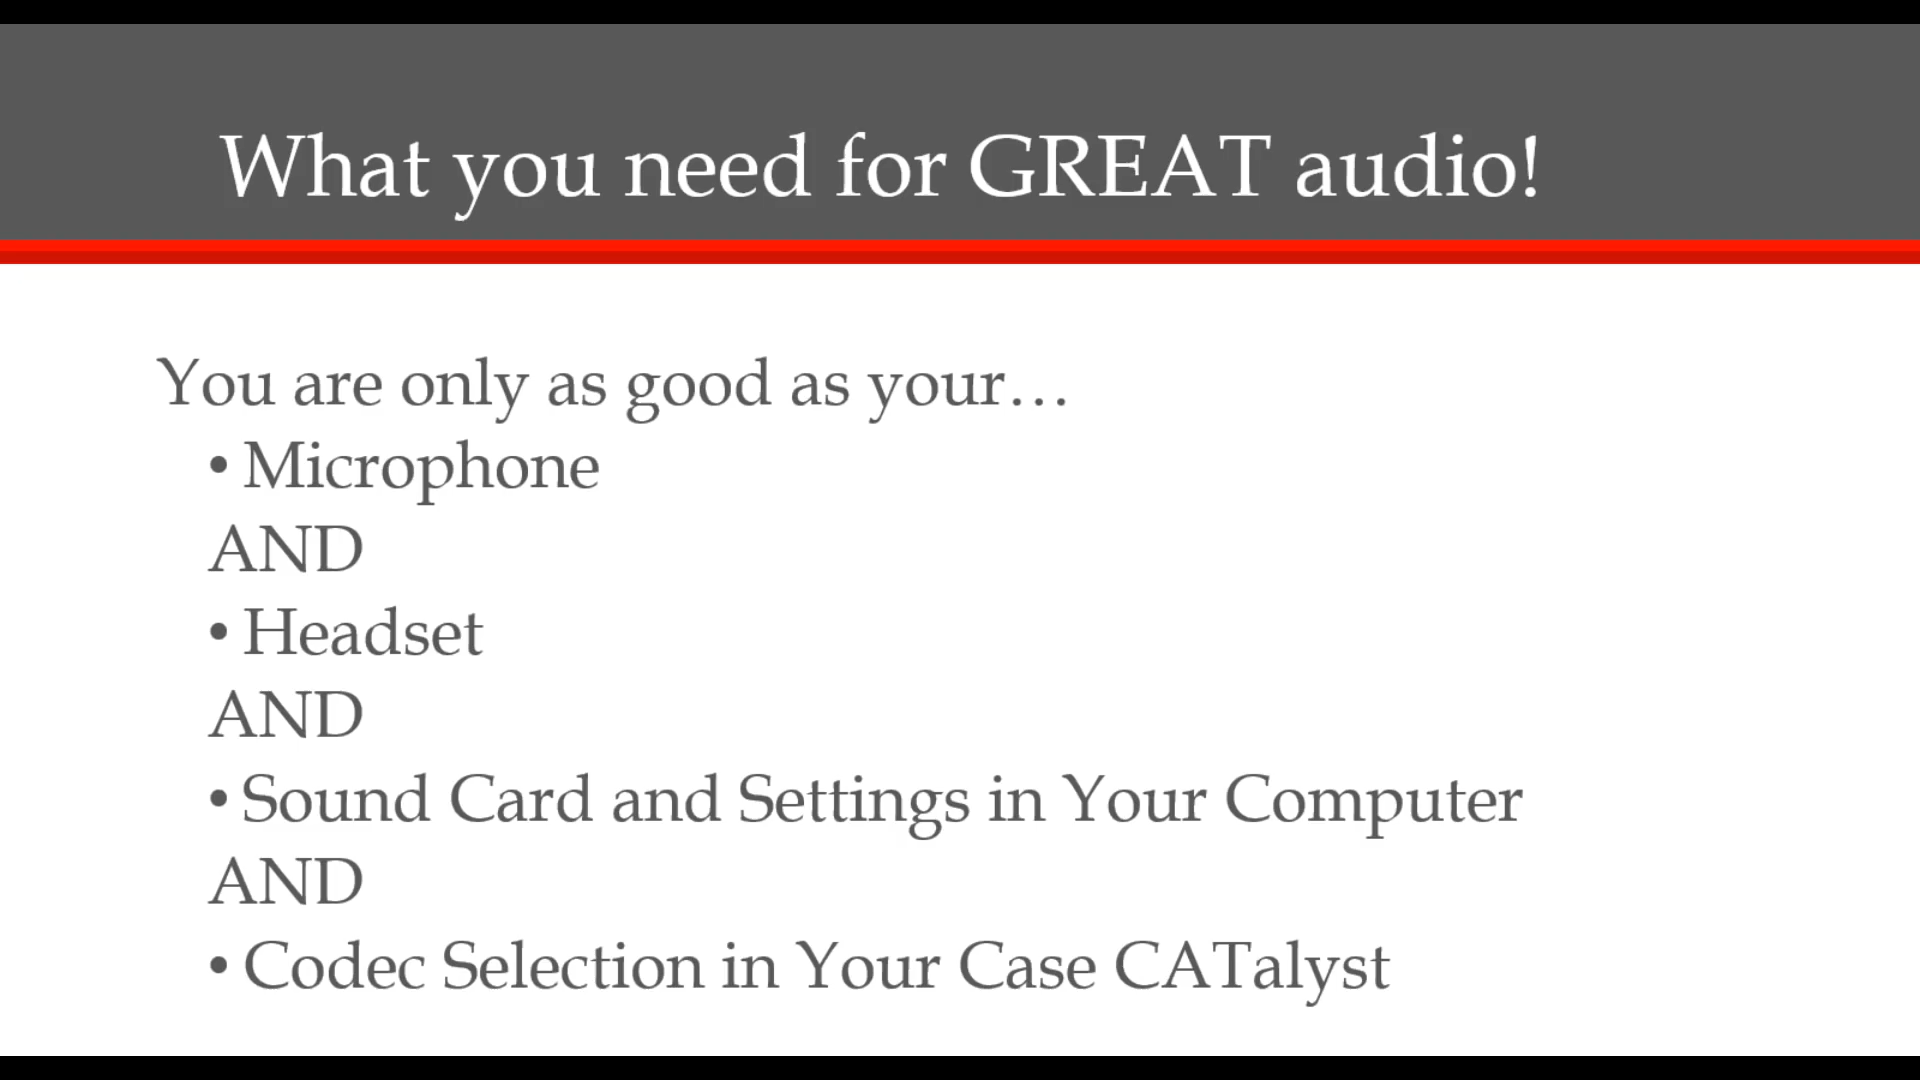 What you need for GREAT audio!
You are only as good as your…
• Microphone
AND
• Headset
AND
• Sound Card and Settings in Your Computer
AND
• Codec Selection in Your Case CATalyst